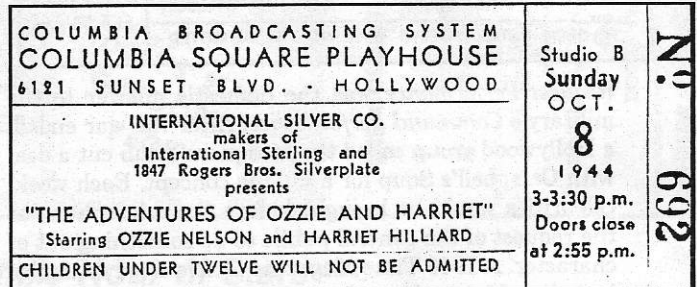 COLUMBIA BROADCASTING SYSTEM
COLUMBIA SQUARE PLAYHOUSE
6121 SUNSET BLVD. HOLLYWOOD
INTERNATIONAL SILVER CO.
makers of
International Sterling and
1847 Rogers Bros. Silverplate
presents
"THE ADVENTURES OF OZZIE AND HARRIET"
Starring OZZIE NELSON and HARRIET HILLIARD
CHILDREN UNDER TWELVE WILL NOT BE ADMITTED
Studio B
Sunday
OCT.
8
1944
3-3:30 p.m.
Doors close
at 2:55 p.m.
No